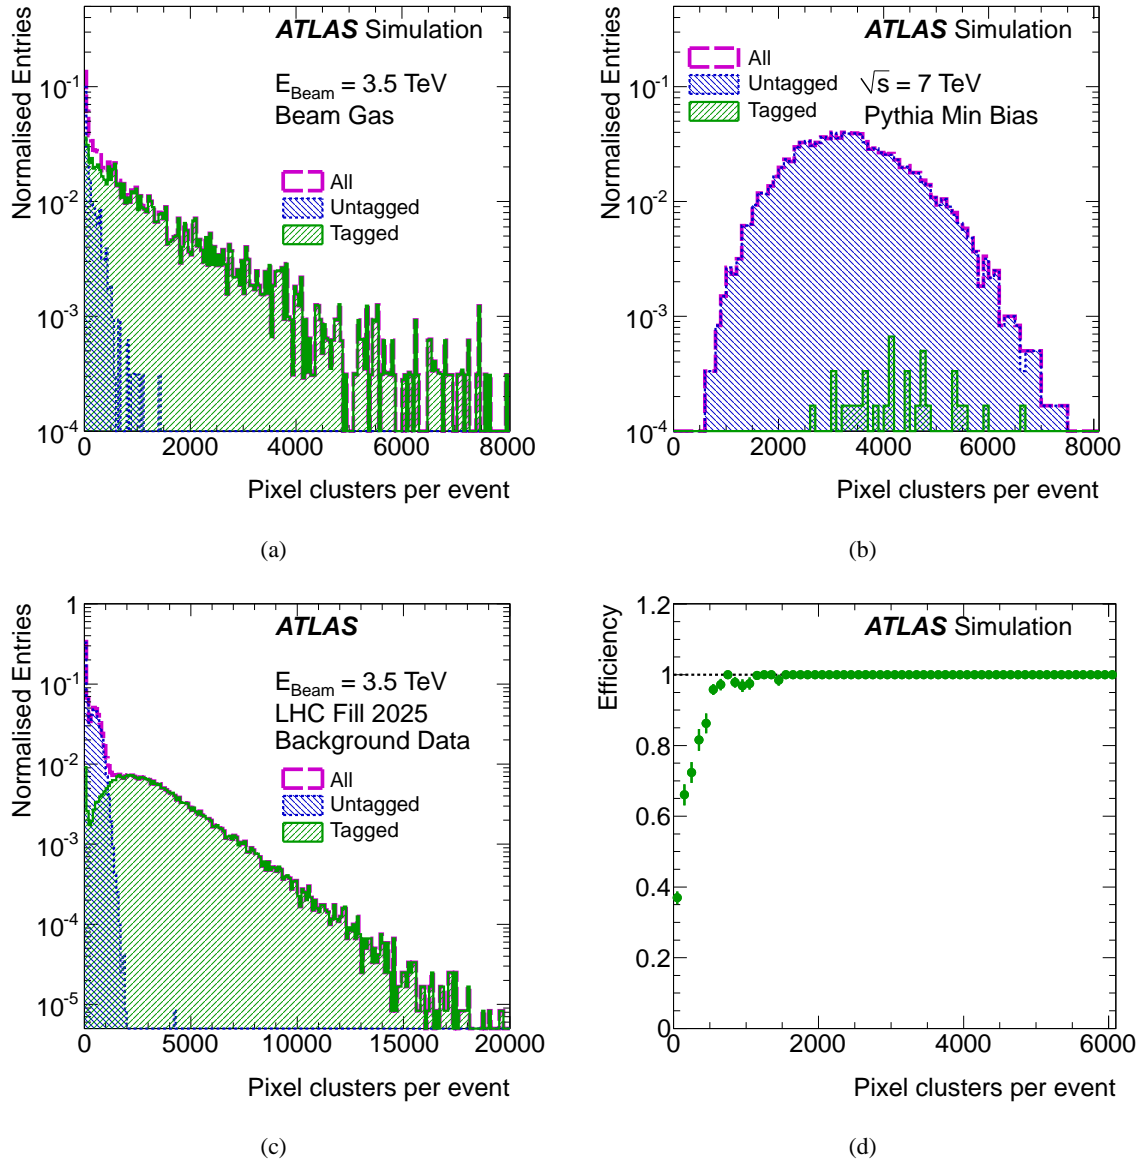 Normalised Entries
ATLAS Simulation
E_Beam = 3.5 TeV
Beam Gas
All
Untagged
Tagged
10⁻¹
10⁻²
10⁻³
10⁻⁴
0 2000 4000 6000 8000
Pixel clusters per event
(a)
Normalised Entries
ATLAS Simulation
All
Untagged
Tagged
√s = 7 TeV
Pythia Min Bias
10⁻¹
10⁻²
10⁻³
10⁻⁴
0 2000 4000 6000 8000
Pixel clusters per event
(b)
Normalised Entries
ATLAS
E_Beam = 3.5 TeV
LHC Fill 2025
Background Data
All
Untagged
Tagged
1
10⁻¹
10⁻²
10⁻³
10⁻⁴
10⁻⁵
0 5000 10000 15000 20000
Pixel clusters per event
(c)
Efficiency
ATLAS Simulation
1.2
1
0.8
0.6
0.4
0.2
0
0 2000 4000 6000
Pixel clusters per event
(d)